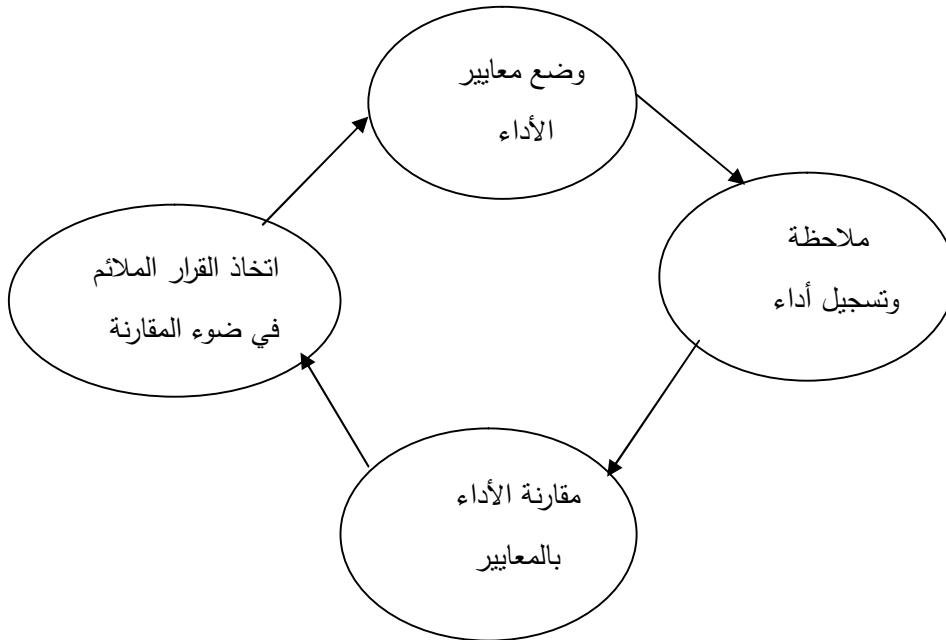 وضع معايير
الأداء
ملاحظة
وتسجيل أداء
مقارنة الأداء
بالمعايير
اتخاذ القرار الملائم
في ضوء المقارنة